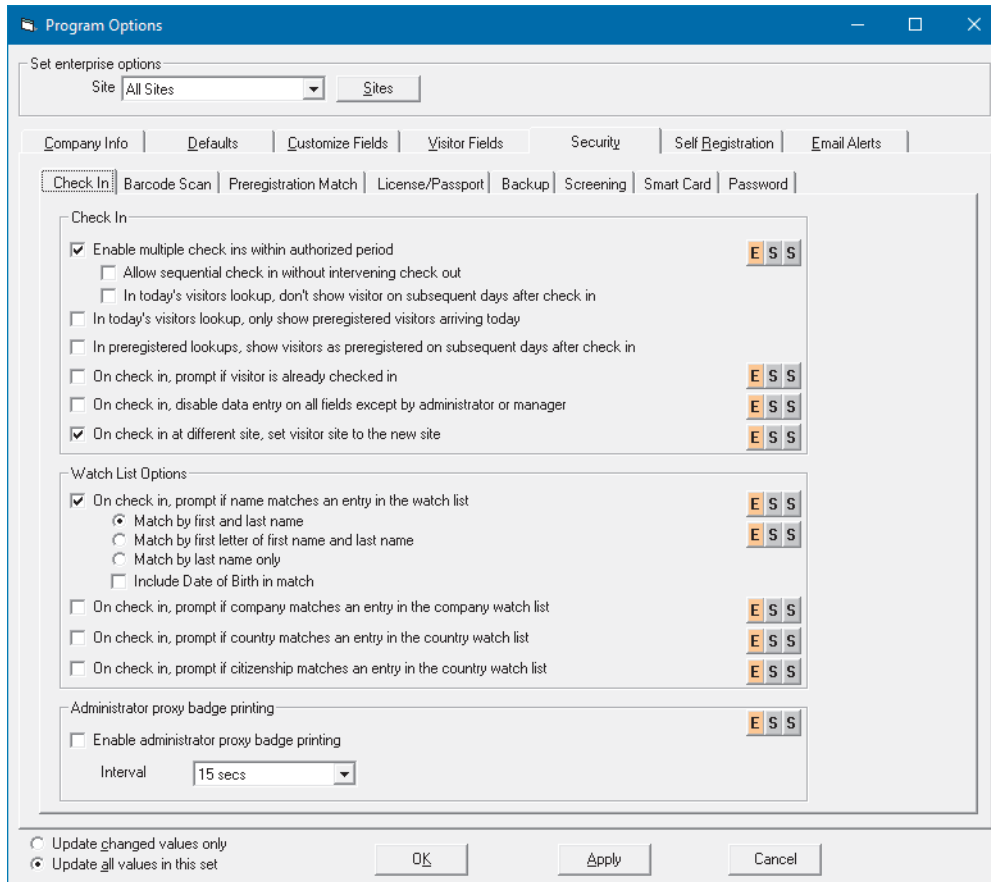 Program Options
Set enterprise options
Site All Sites Sites
Company Info Defaults Customize Fields Visitor Fields Security Self Registration Email Alerts
Check In Barcode Scan Preregistration Match License/Passport Backup Screening Smart Card Password
Check In
Enable multiple check ins within authorized period E S S
Allow sequential check in without intervening check out
In today's visitors lookup, don't show visitor on subsequent days after check in
In today's visitors lookup, only show preregistered visitors arriving today
In preregistered lookups, show visitors as preregistered on subsequent days after check in
On check in, prompt if visitor is already checked in E S S
On check in, disable data entry on all fields except by administrator or manager E S S
On check in at different site, set visitor site to the new site E S S
Watch List Options
On check in, prompt if name matches an entry in the watch list E S S
Match by first and last name
Match by first letter of first name and last name E S S
Match by last name only
Include Date of Birth in match
On check in, prompt if company matches an entry in the company watch list E S S
On check in, prompt if country matches an entry in the country watch list E S S
On check in, prompt if citizenship matches an entry in the country watch list E S S
Administrator proxy badge printing E S S
Enable administrator proxy badge printing
Interval 15 secs
Update changed values only
Update all values in this set
OK Apply Cancel